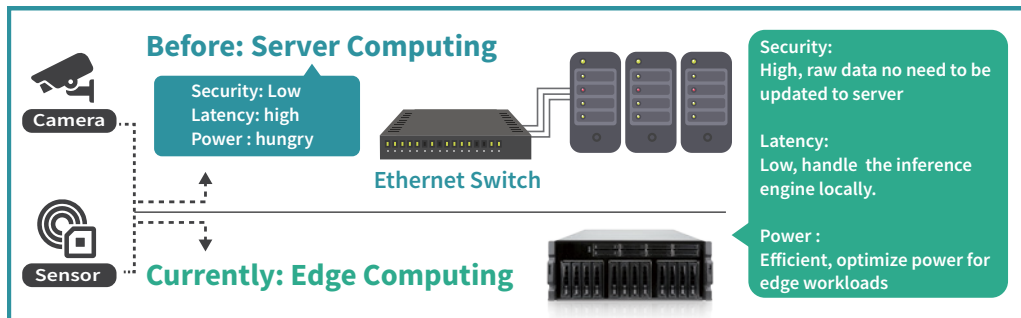 Before: Server Computing
Security: Low
Latency: high
Power : hungry
Camera
Ethernet Switch
Sensor
Currently: Edge Computing
Security:
High, raw data no need to be
updated to server
Latency:
Low, handle the inference
engine locally.
Power :
Efficient, optimize power for
edge workloads